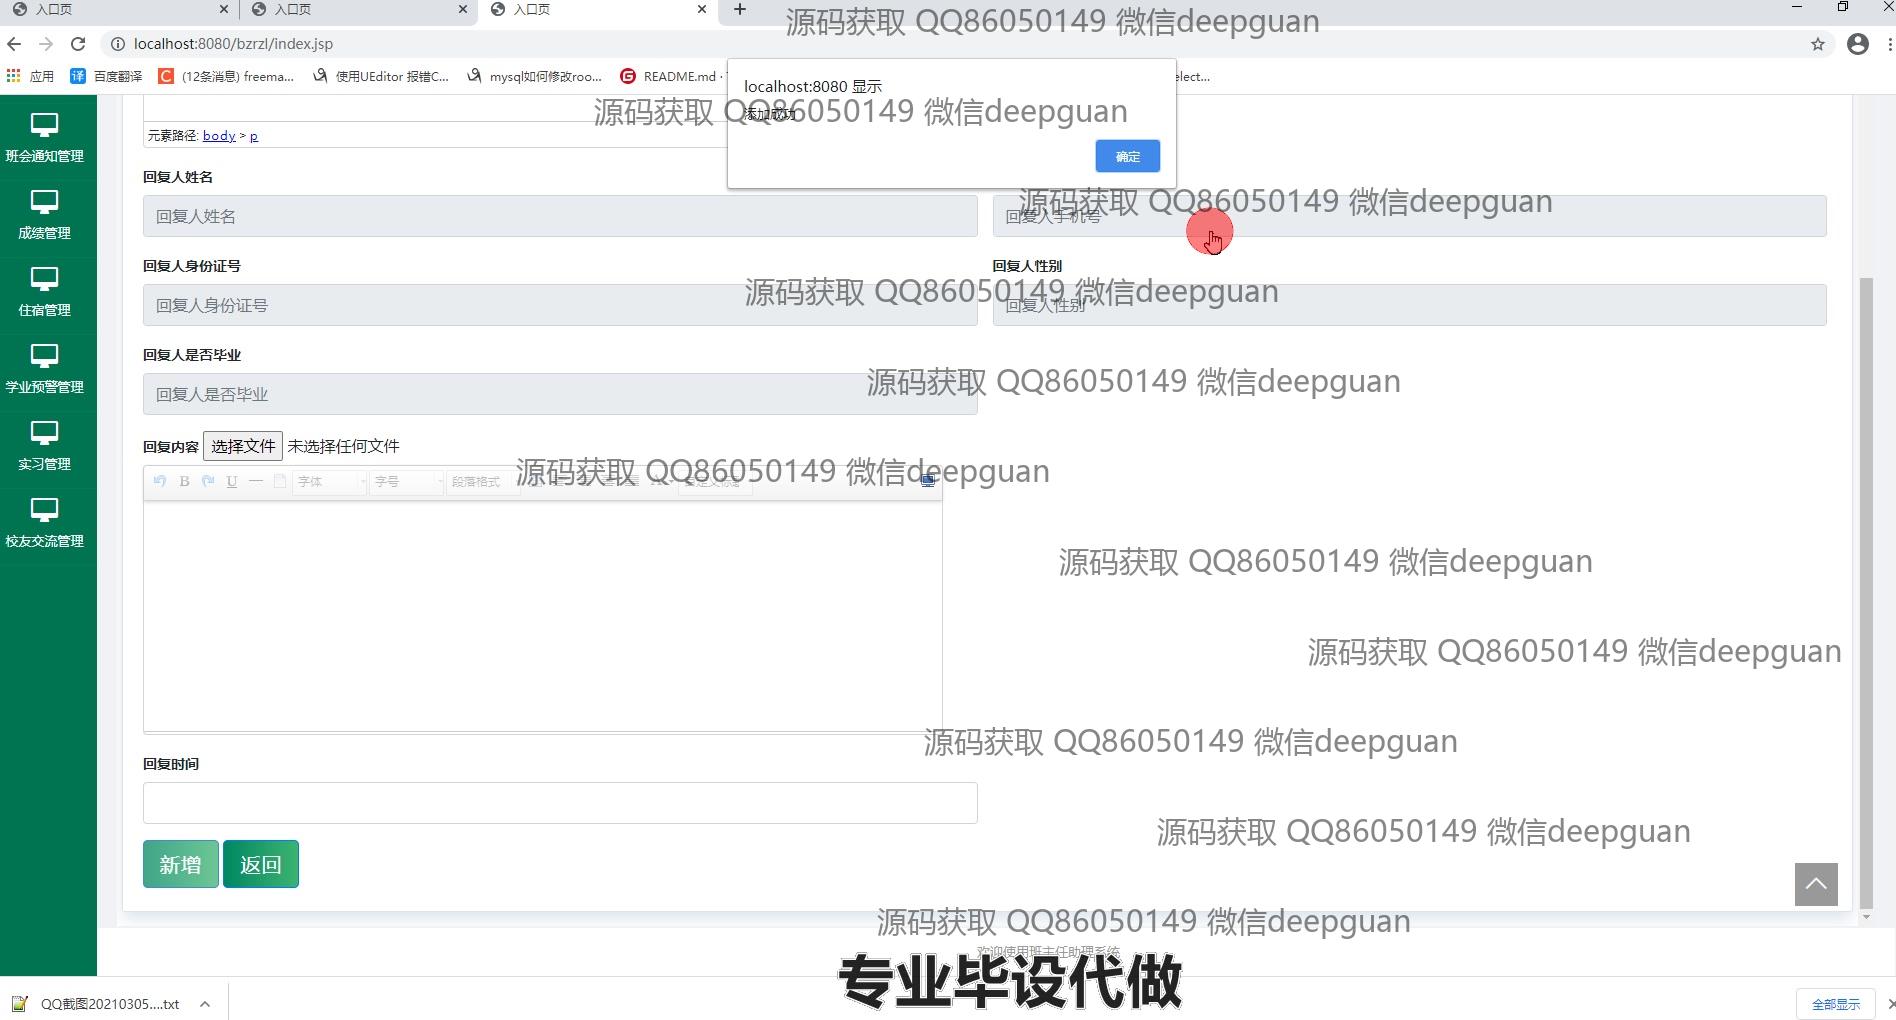 入口页
入口页
入口页
源码获取 QQ86050149 微信deepguan
localhost:8080/bzrzl/index.jsp
应用
百度翻译
(12条消息) freema...
使用UEditor 报错C...
mysql如何修改roo...
README.md ·
elect...
localhost:8080 显示
添加成功
源码获取 QQ86050149 微信deepguan
确定
班会通知管理
成绩管理
住宿管理
学业预警管理
实习管理
校友交流管理
元素路径: body > p
回复人姓名
源码获取 QQ86050149 微信deepguan
回复人姓名
回复人手机号
回复人身份证号
回复人性别
源码获取 QQ86050149 微信deepguan
回复人身份证号
回复人性别
回复人是否毕业
源码获取 QQ86050149 微信deepguan
回复人是否毕业
回复内容 选择文件 未选择任何文件
源码获取 QQ86050149 微信deepguan
B U 字体 字号 段落格式
源码获取 QQ86050149 微信deepguan
源码获取 QQ86050149 微信deepguan
源码获取 QQ86050149 微信deepguan
回复时间
源码获取 QQ86050149 微信deepguan
新增 返回
源码获取 QQ86050149 微信deepguan
欢迎使用班主任助理系统
专业毕设代做
QQ截图20210305....txt
全部显示